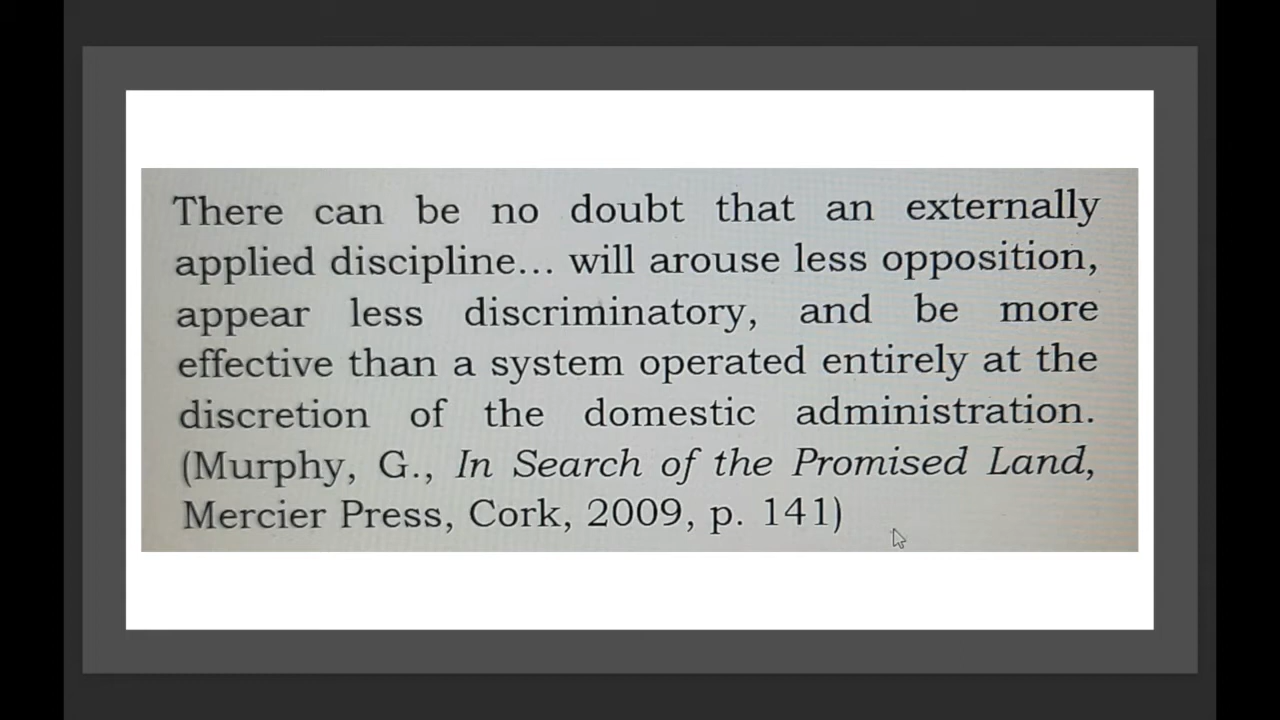 There can be no doubt that an externally
applied discipline... will arouse less opposition,
appear less discriminatory, and be more
effective than a system operated entirely at the
discretion of the domestic administration.
(Murphy, G., In Search of the Promised Land,
Mercier Press, Cork, 2009, p. 141)